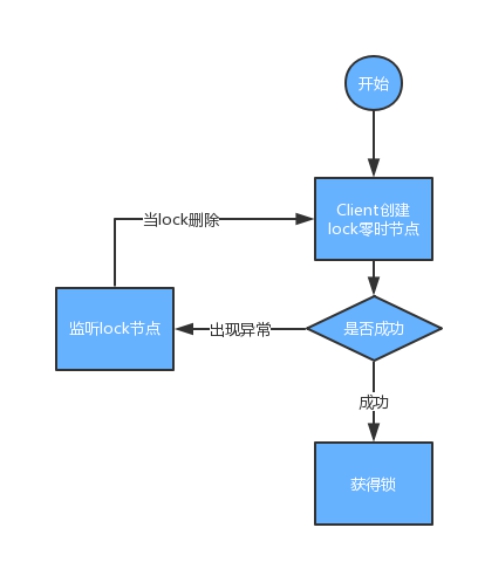 开始
Client创建
lock零时节点
当lock删除
监听lock节点
出现异常
是否成功
成功
获得锁